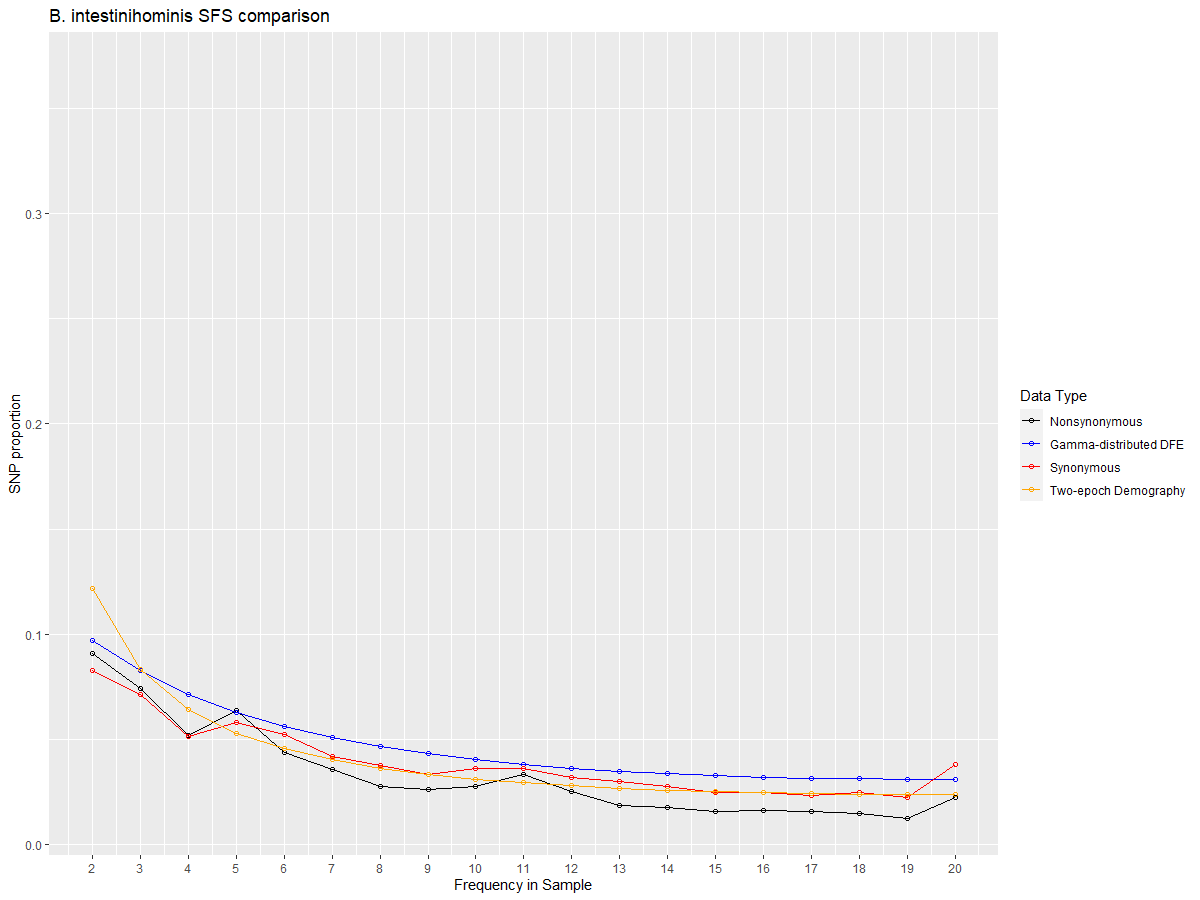 B. intestinihominis SFS comparison
SNP proportion
0.3
0.2
0.1
0.0
2 3 4 5 6 7 8 9 10 11 12 13 14 15 16 17 18 19 20
Frequency in Sample
Data Type
Nonsynonymous
Gamma-distributed DFE
Synonymous
Two-epoch Demography